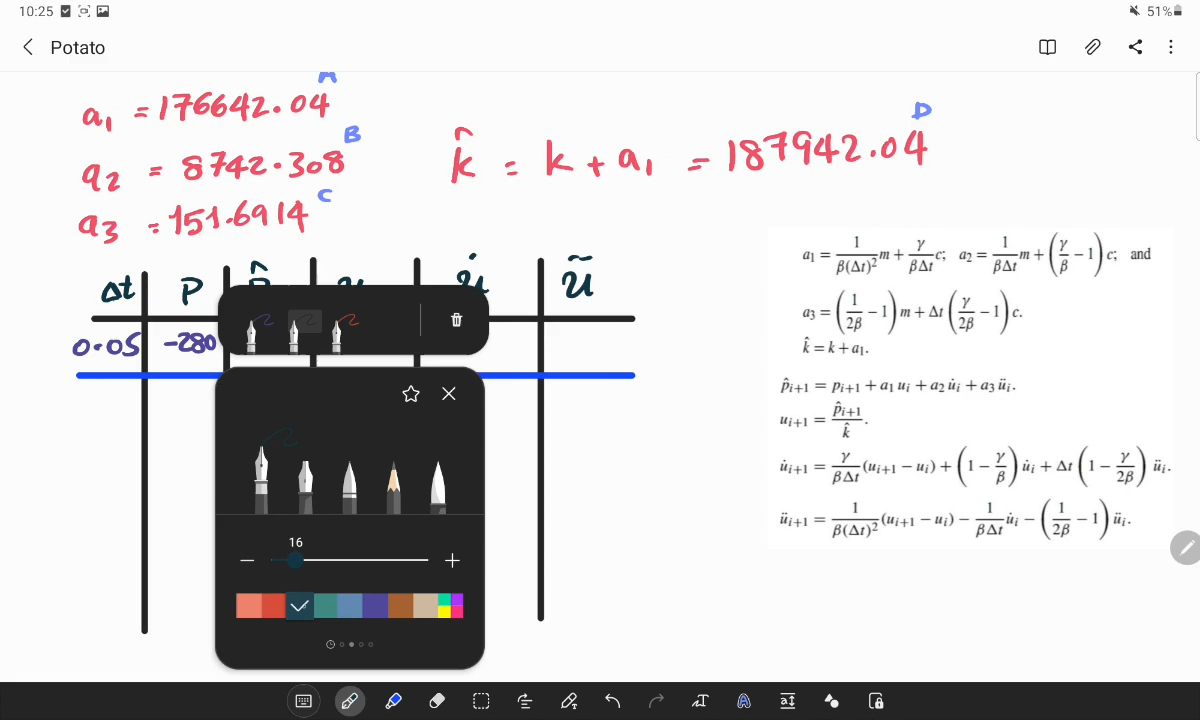 10:25 51%
Potato
a1 = 176642.04 A
a2 = 8742.308 B
a3 = 151.6914 C
k̂ = k + a1 = 187942.04 D
Δt P u̇ ü
0.05 -280
16
a₁ = 1/(β(Δt)²) m + γ/(βΔt) c; a₂ = 1/(βΔt) m + (γ/β − 1) c; and
a₃ = (1/(2β) − 1) m + Δt (γ/(2β) − 1) c.
k̂ = k + a₁.
p̂ᵢ₊₁ = pᵢ₊₁ + a₁ uᵢ + a₂ u̇ᵢ + a₃ üᵢ.
uᵢ₊₁ = p̂ᵢ₊₁/k̂.
u̇ᵢ₊₁ = γ/(βΔt) (uᵢ₊₁ − uᵢ) + (1 − γ/β) u̇ᵢ + Δt (1 − γ/(2β)) üᵢ.
üᵢ₊₁ = 1/(β(Δt)²) (uᵢ₊₁ − uᵢ) − 1/(βΔt) u̇ᵢ − (1/(2β) − 1) üᵢ.